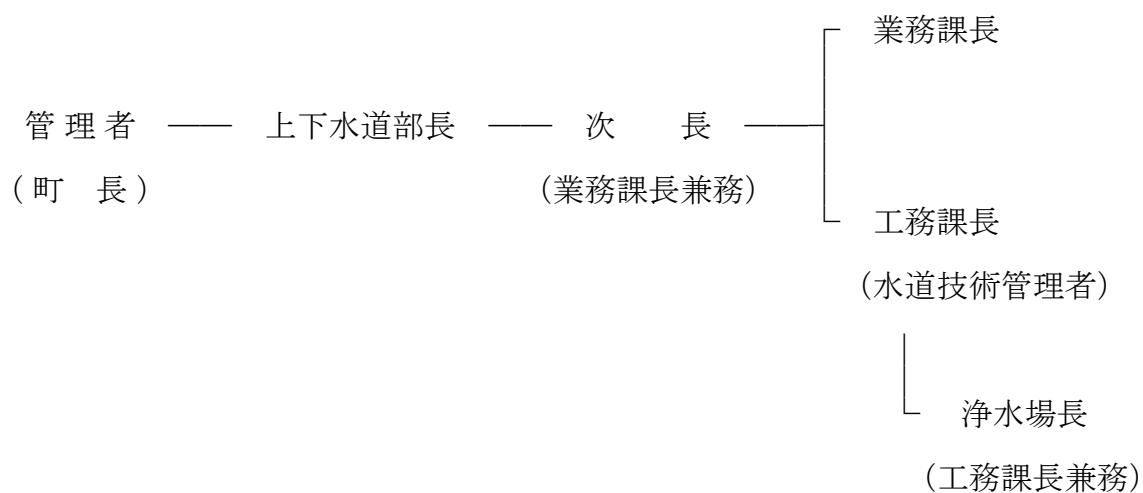 業務課長
管理者 上下水道部長 次 長
(町 長) (業務課長兼務)
工務課長
(水道技術管理者)
浄水場長
(工務課長兼務)